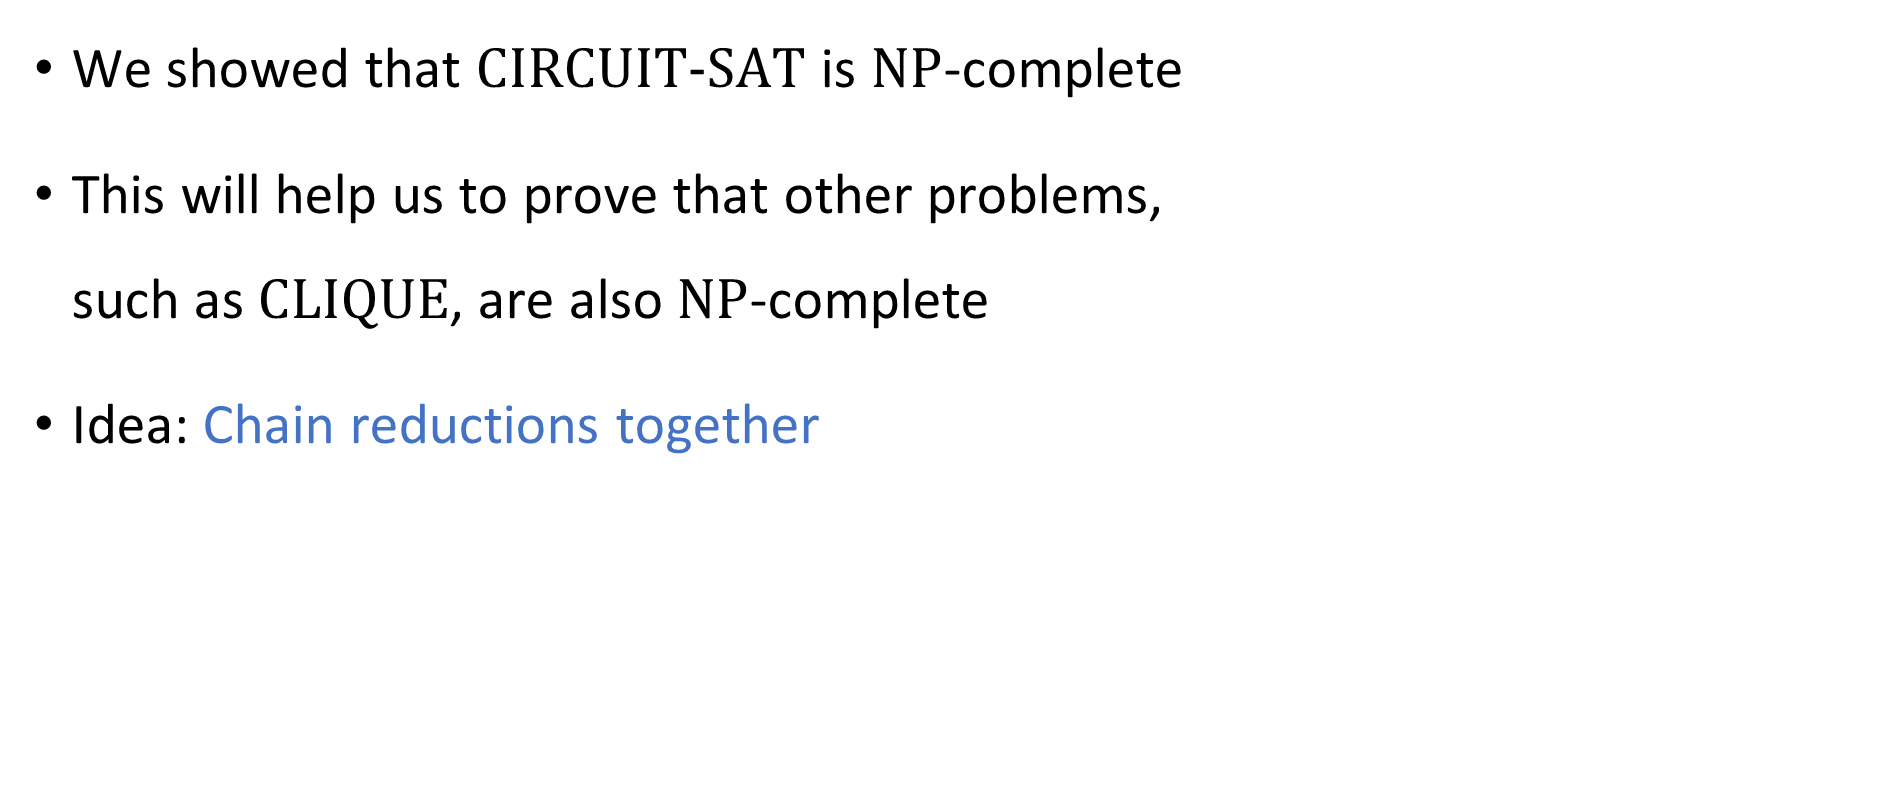 • We showed that CIRCUIT-SAT is NP-complete
• This will help us to prove that other problems,
such as CLIQUE, are also NP-complete
• Idea: Chain reductions together